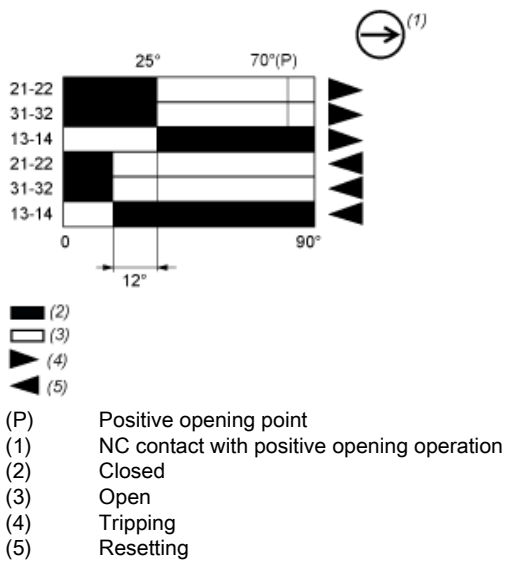 (1)
25° 70°(P)
21-22
31-32
13-14
21-22
31-32
13-14
0 90°
12°
(2)
(3)
(4)
(5)
(P) Positive opening point
(1) NC contact with positive opening operation
(2) Closed
(3) Open
(4) Tripping
(5) Resetting